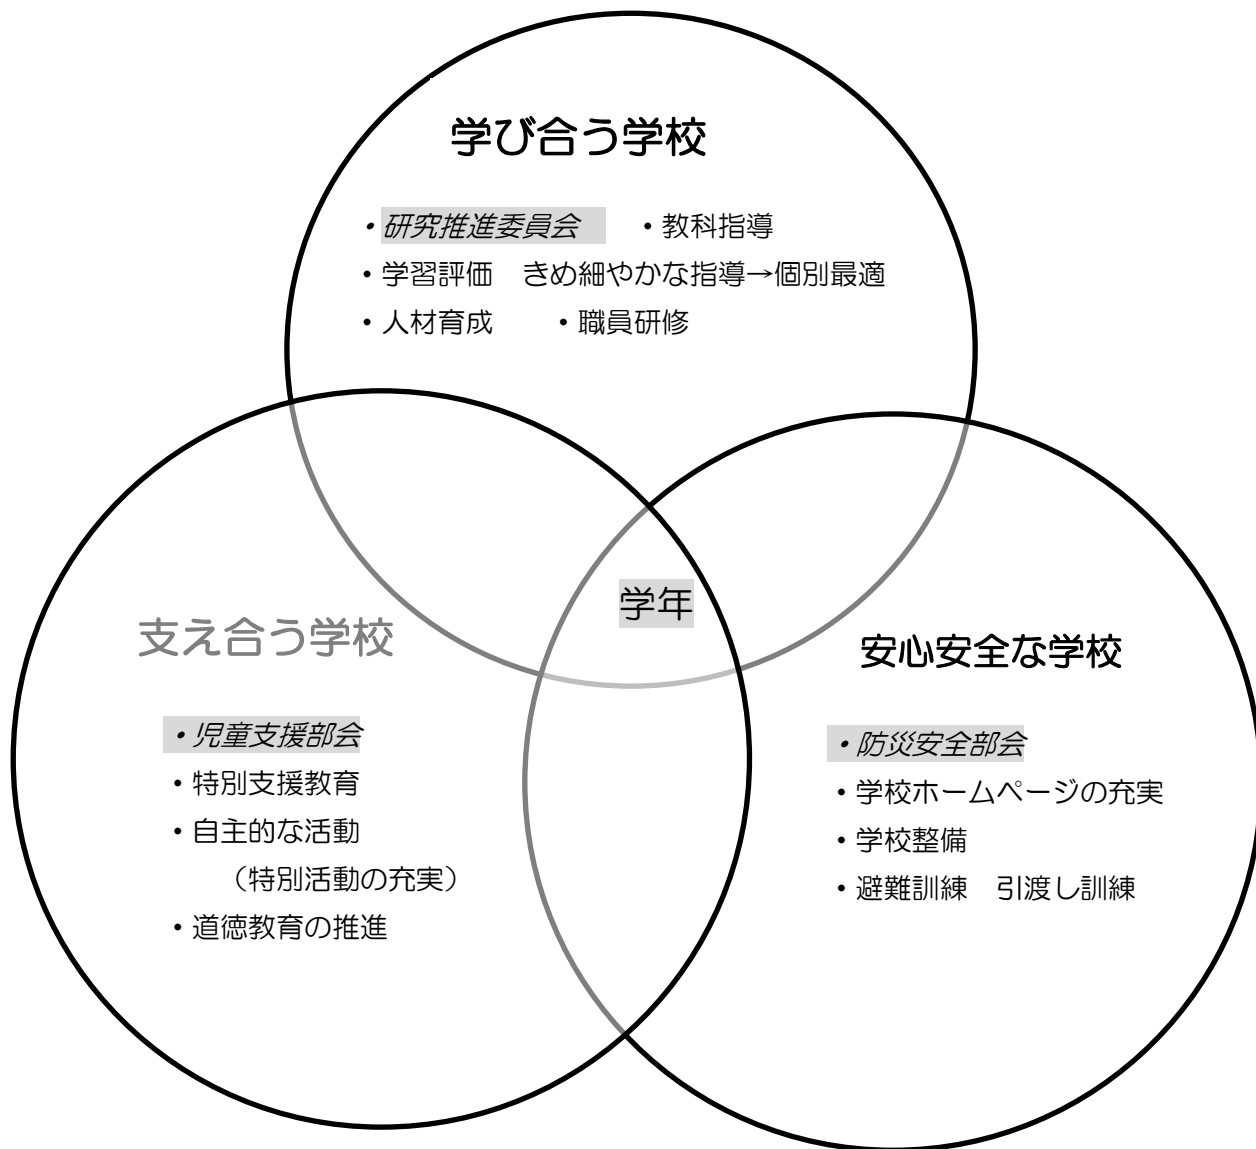 学び合う学校
・研究推進委員会　・教科指導
・学習評価　きめ細やかな指導→個別最適
・人材育成　　・職員研修
学年
支え合う学校
・児童支援部会
・特別支援教育
・自主的な活動
（特別活動の充実）
・道徳教育の推進
安心安全な学校
・防災安全部会
・学校ホームページの充実
・学校整備
・避難訓練　引渡し訓練